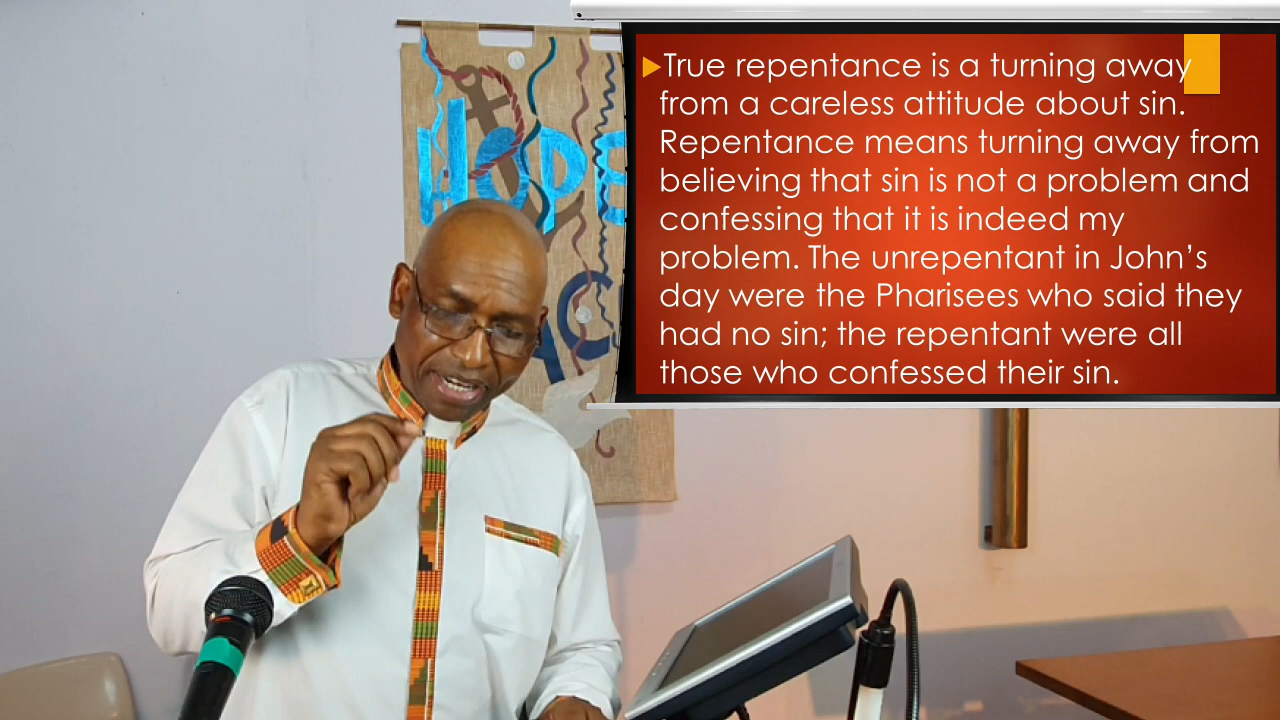 HOPE
True repentance is a turning away
from a careless attitude about sin.
Repentance means turning away from
believing that sin is not a problem and
confessing that it is indeed my
problem. The unrepentant in John’s
day were the Pharisees who said they
had no sin; the repentant were all
those who confessed their sin.